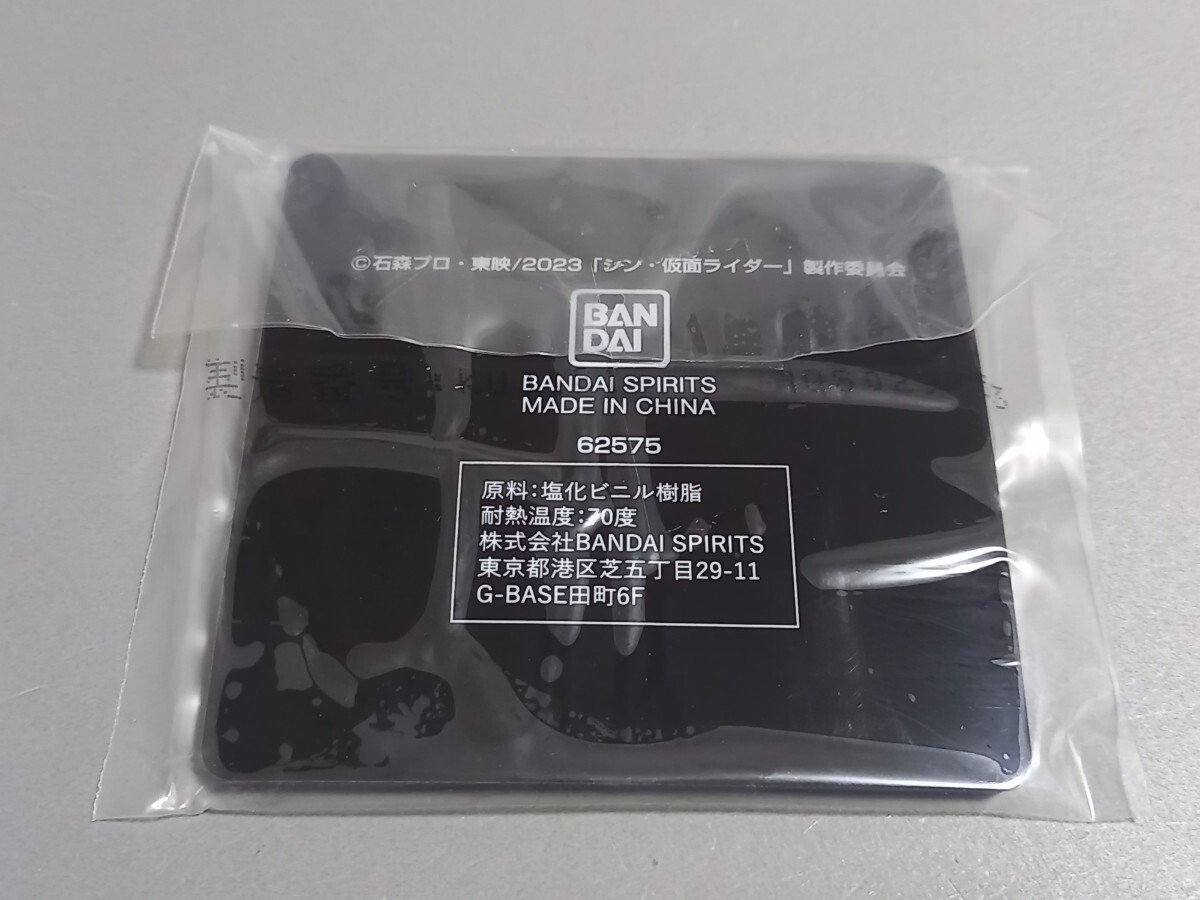 ©石森プロ・東映/2023「シン・仮面ライダー」製作委員会
BAN
DAI
BANDAI SPIRITS
MADE IN CHINA
62575
原料:塩化ビニル樹脂
耐熱温度:70度
株式会社BANDAI SPIRITS
東京都港区芝五丁目29-11
G-BASE田町6F